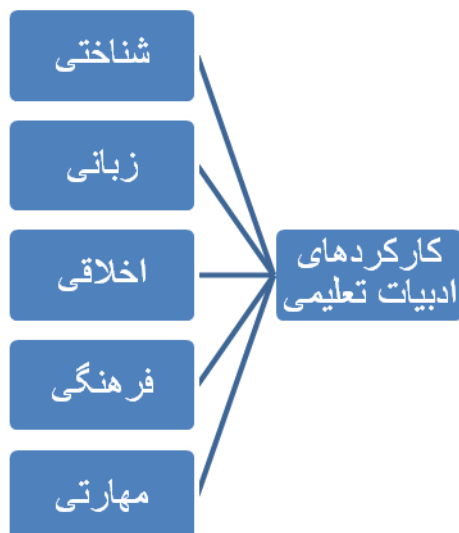 کارکردهای
ادبیات تعلیمی
شناختی
زبانی
اخلاقی
فرهنگی
مهارتی